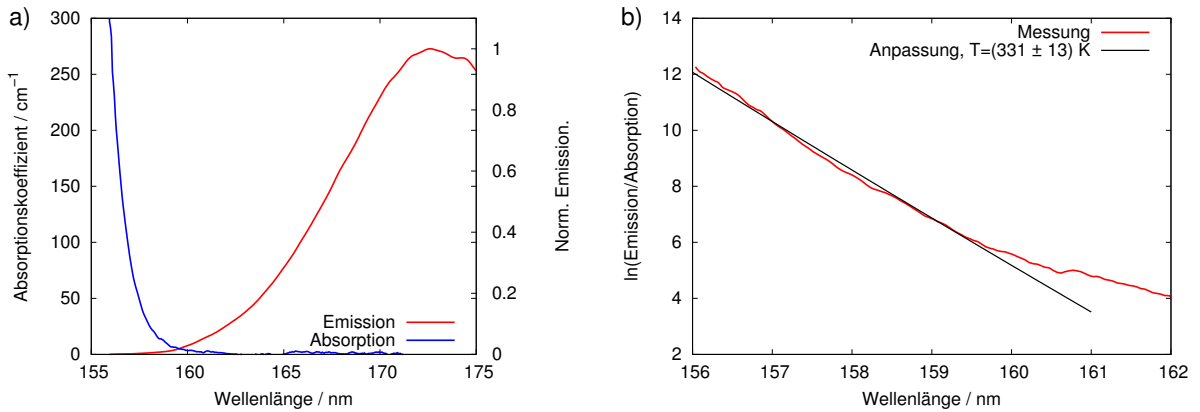 a)
300
250
200
150
100
50
0
Absorptionskoeffizient / cm⁻¹
1
0.8
0.6
0.4
0.2
0
Norm. Emission.
Emission
Absorption
155
160
165
170
175
Wellenlänge / nm
b)
14
12
10
8
6
4
2
ln(Emission/Absorption)
Messung
Anpassung, T=(331 ± 13) K
156
157
158
159
160
161
162
Wellenlänge / nm